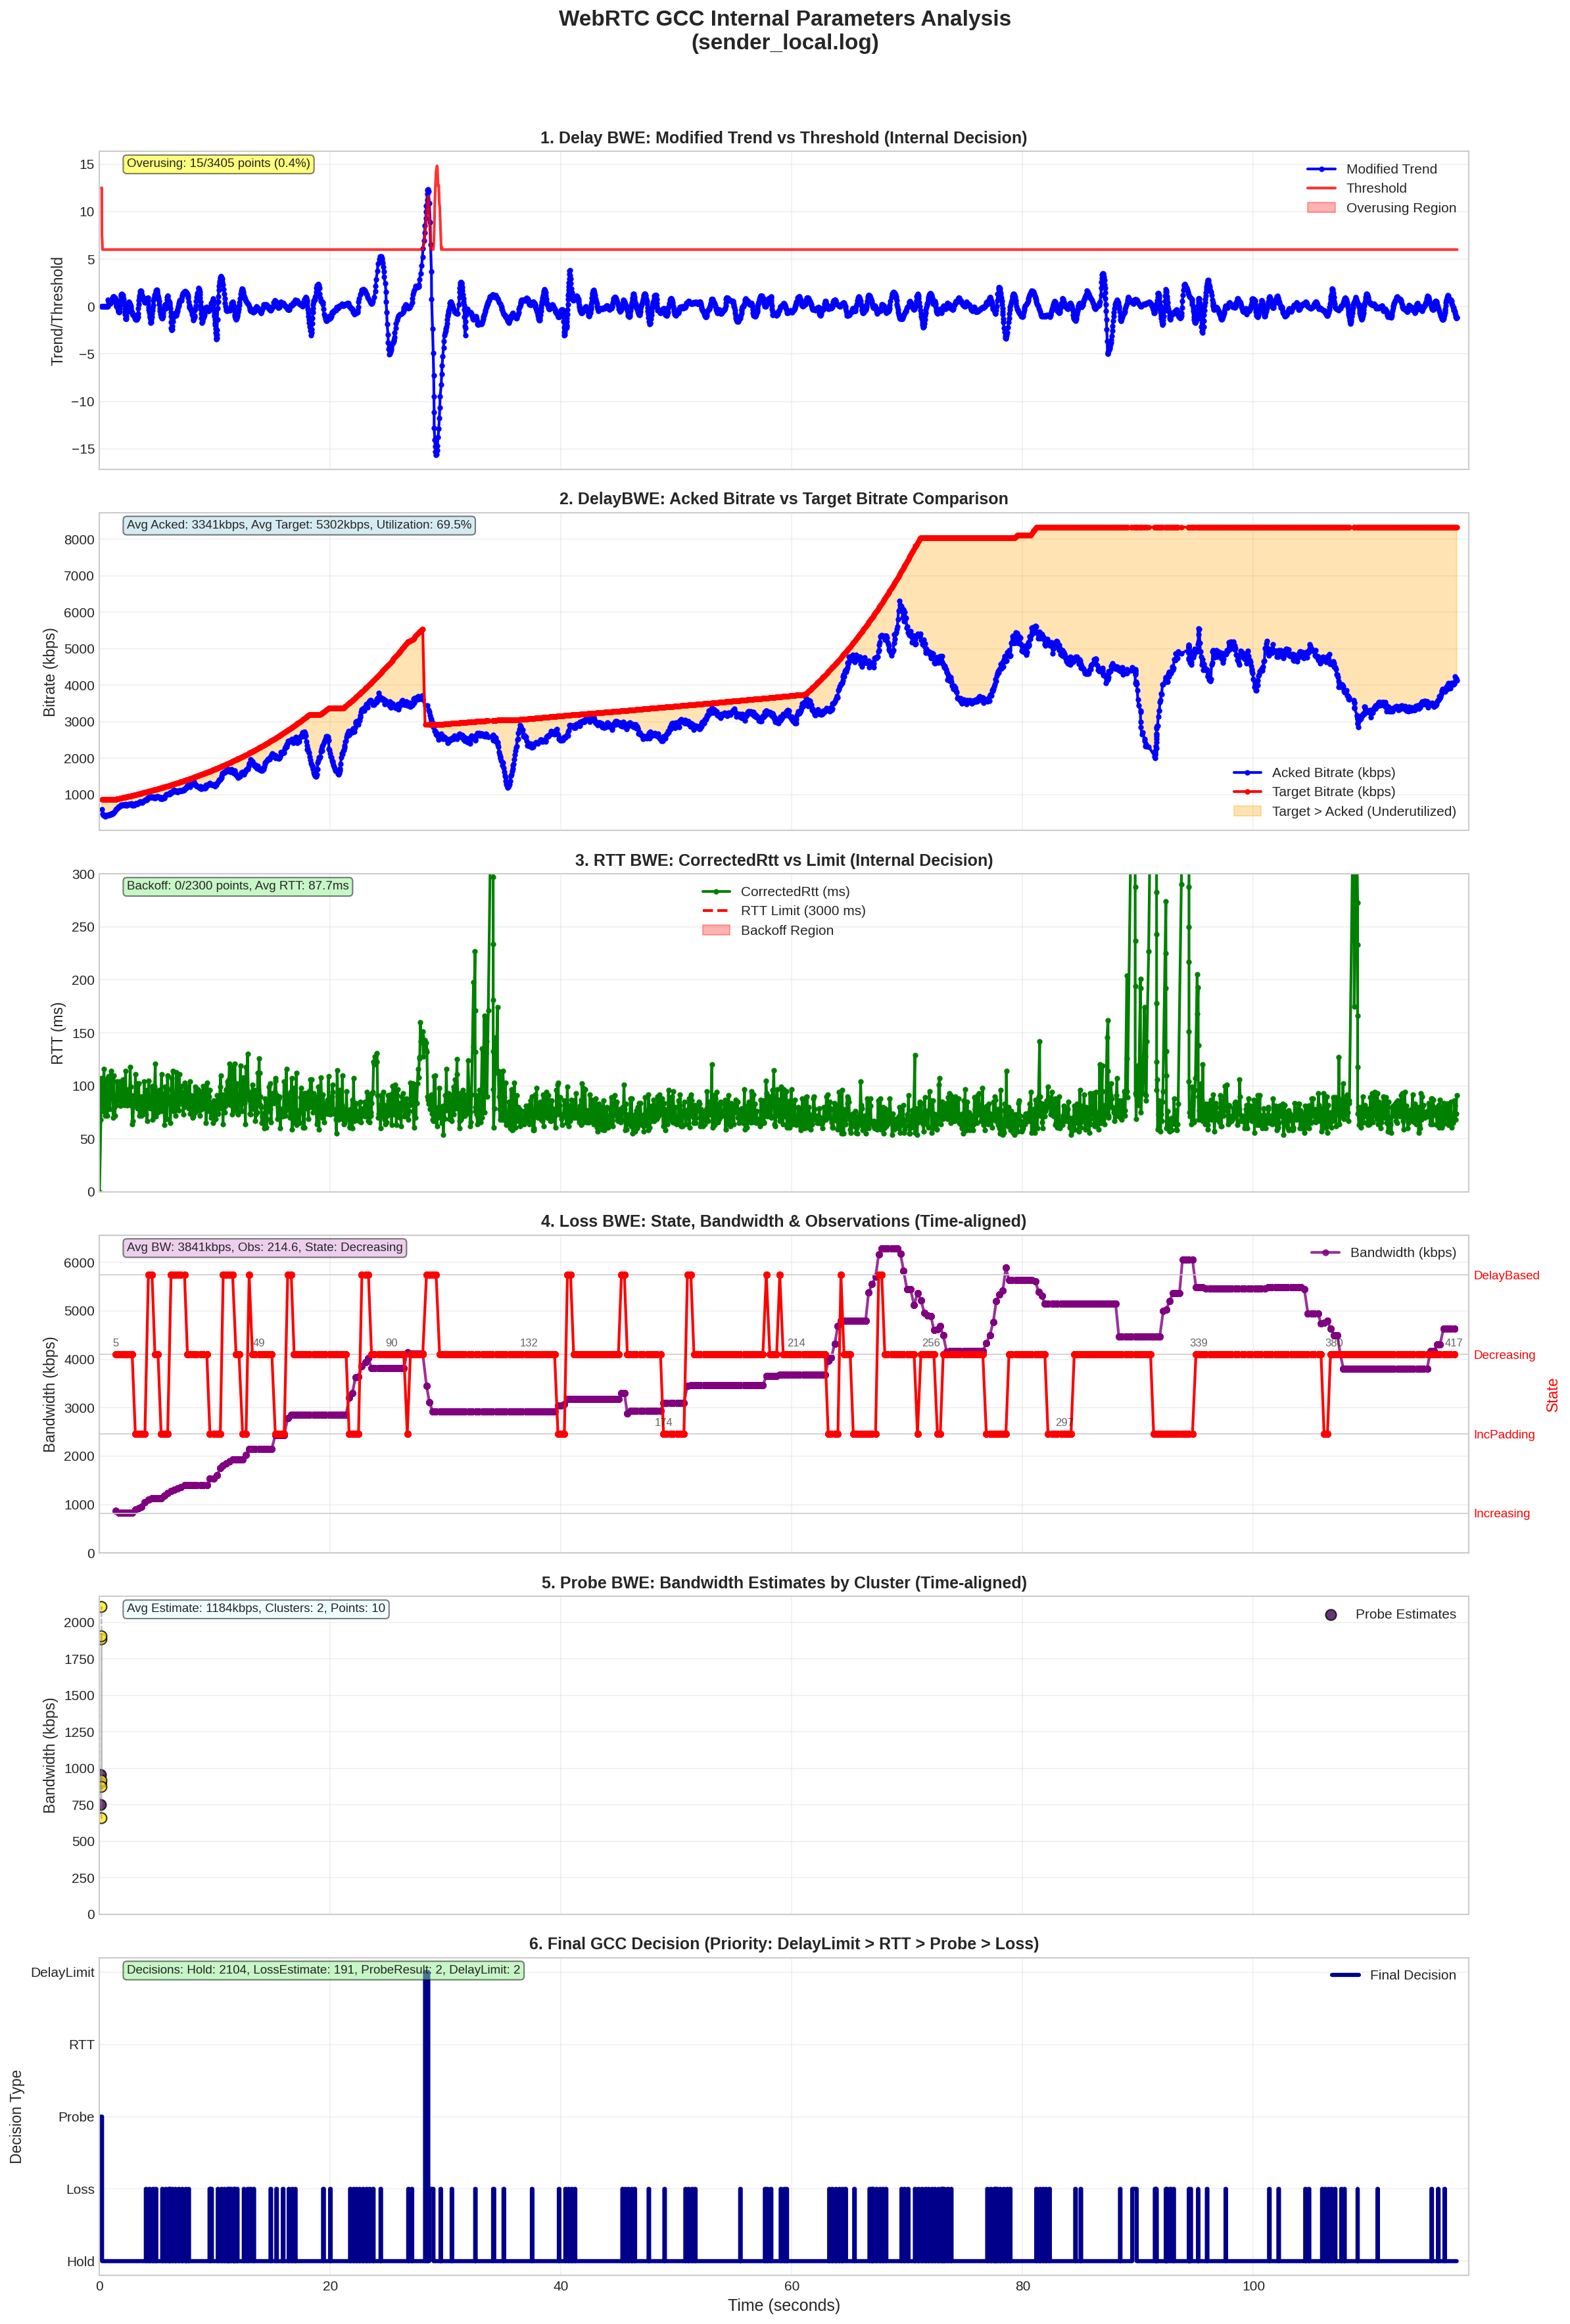 WebRTC GCC Internal Parameters Analysis
(sender_local.log)
1. Delay BWE: Modified Trend vs Threshold (Internal Decision)
Overusing: 15/3405 points (0.4%)
Modified Trend
Threshold
Overusing Region
Trend/Threshold
15
10
5
0
−5
−10
−15
2. DelayBWE: Acked Bitrate vs Target Bitrate Comparison
Avg Acked: 3341kbps, Avg Target: 5302kbps, Utilization: 69.5%
Bitrate (kbps)
8000
7000
6000
5000
4000
3000
2000
1000
Acked Bitrate (kbps)
Target Bitrate (kbps)
Target > Acked (Underutilized)
3. RTT BWE: CorrectedRtt vs Limit (Internal Decision)
Backoff: 0/2300 points, Avg RTT: 87.7ms
CorrectedRtt (ms)
RTT Limit (3000 ms)
Backoff Region
RTT (ms)
300
250
200
150
100
50
0
4. Loss BWE: State, Bandwidth & Observations (Time-aligned)
Avg BW: 3841kbps, Obs: 214.6, State: Decreasing
Bandwidth (kbps)
Bandwidth (kbps)
6000
5000
4000
3000
2000
1000
0
5
49
90
132
174
214
256
297
339
380
417
DelayBased
Decreasing
IncPadding
Increasing
State
5. Probe BWE: Bandwidth Estimates by Cluster (Time-aligned)
Avg Estimate: 1184kbps, Clusters: 2, Points: 10
Probe Estimates
Bandwidth (kbps)
2000
1750
1500
1250
1000
750
500
250
0
6. Final GCC Decision (Priority: DelayLimit > RTT > Probe > Loss)
Decisions: Hold: 2104, LossEstimate: 191, ProbeResult: 2, DelayLimit: 2
Final Decision
Decision Type
DelayLimit
RTT
Probe
Loss
Hold
0 20 40 60 80 100
Time (seconds)